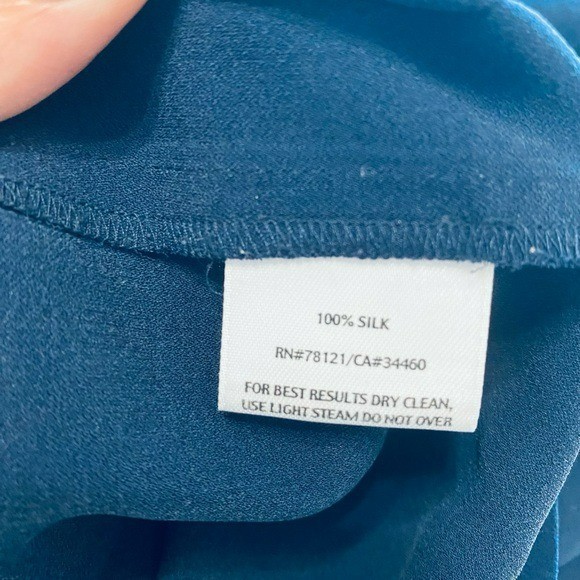 100% SILK
RN#78121/CA#34460
FOR BEST RESULTS DRY CLEAN,
USE LIGHT STEAM DO NOT OVER